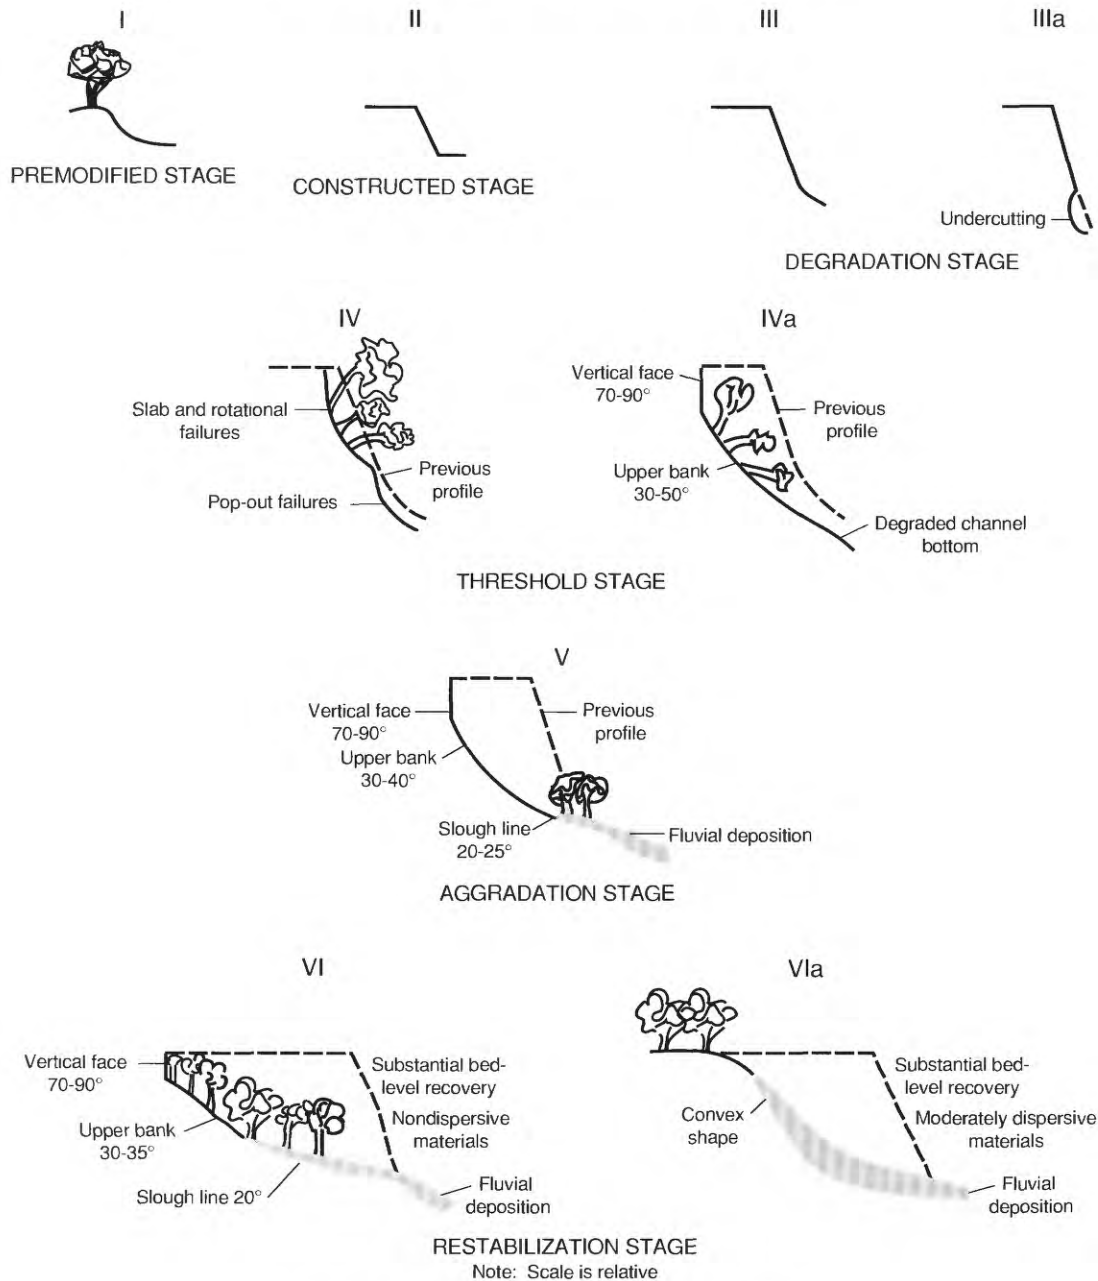 I
II
III
IIIa
PREMODIFIED STAGE
CONSTRUCTED STAGE
Undercutting
DEGRADATION STAGE
IV
Slab and rotational
failures
Previous
profile
Pop-out failures
IVa
Vertical face
70-90°
Previous
profile
Upper bank
30-50°
Degraded channel
bottom
THRESHOLD STAGE
V
Vertical face
70-90°
Previous
profile
Upper bank
30-40°
Slough line
20-25°
Fluvial deposition
AGGRADATION STAGE
VI
Vertical face
70-90°
Substantial bed-
level recovery
Nondispersive
materials
Upper bank
30-35°
Slough line 20°
Fluvial
deposition
VIa
Substantial bed-
level recovery
Convex
shape
Moderately dispersive
materials
Fluvial
deposition
RESTABILIZATION STAGE
Note: Scale is relative